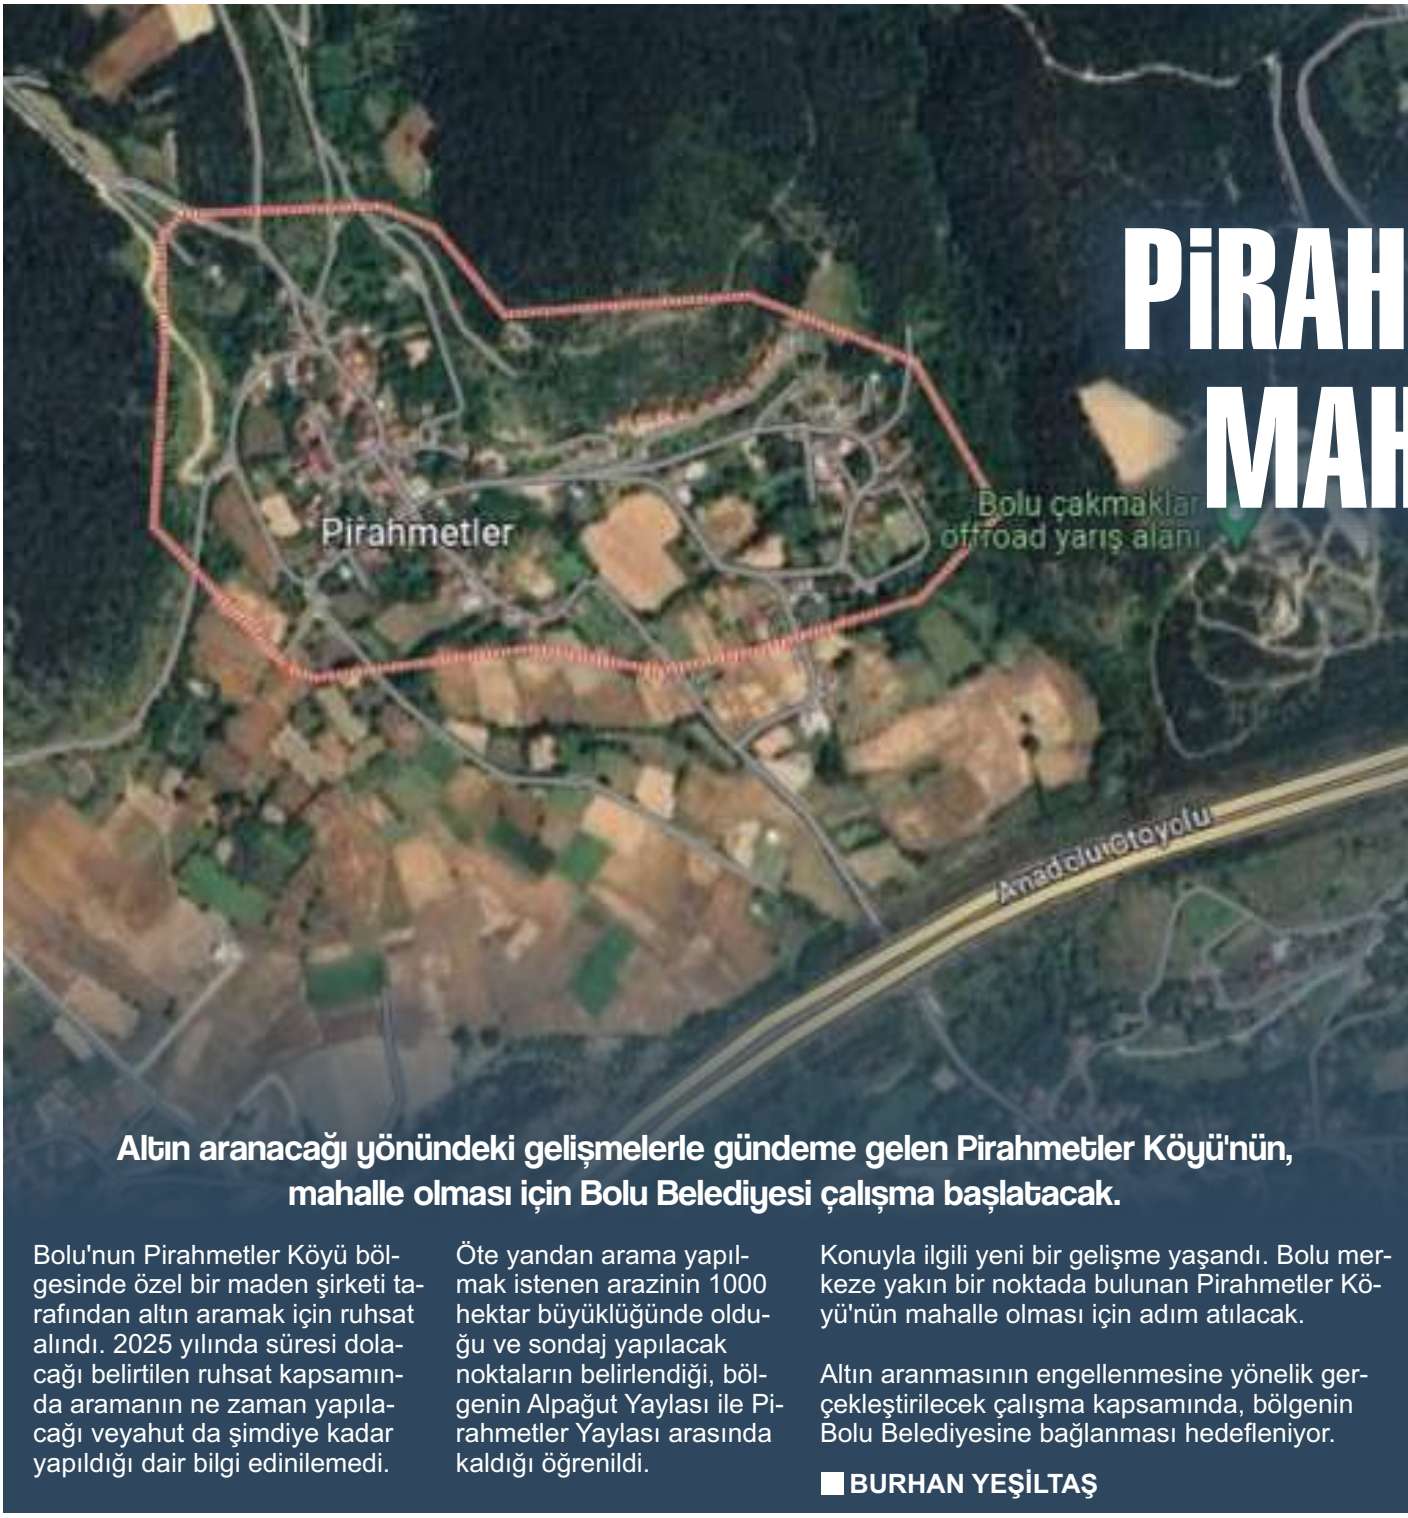 PİRAH
MAH
Pirahmetler
Bolu çakmaklar
offroad yarış alanı
Anadolu Otoyolu
Altın aranacağı yönündeki gelişmelerle gündeme gelen Pirahmetler Köyü'nün,
mahalle olması için Bolu Belediyesi çalışma başlatacak.
Bolu'nun Pirahmetler Köyü böl-
gesinde özel bir maden şirketi ta-
rafından altın aramak için ruhsat
alındı. 2025 yılında süresi dola-
cağı belirtilen ruhsat kapsamın-
da aramanın ne zaman yapıla-
cağı veyahut da şimdiye kadar
yapıldığı dair bilgi edinilemedi.
Öte yandan arama yapıl-
mak istenen arazinin 1000
hektar büyüklüğünde oldu-
ğu ve sondaj yapılacak
noktaların belirlendiği, böl-
genin Alpağut Yaylası ile Pi-
rahmetler Yaylası arasında
kaldığı öğrenildi.
Konuyla ilgili yeni bir gelişme yaşandı. Bolu mer-
keze yakın bir noktada bulunan Pirahmetler Kö-
yü'nün mahalle olması için adım atılacak.
Altın aranmasının engellenmesine yönelik ger-
çekleştirilecek çalışma kapsamında, bölgenin
Bolu Belediyesine bağlanması hedefleniyor.
BURHAN YEŞİLTAŞ